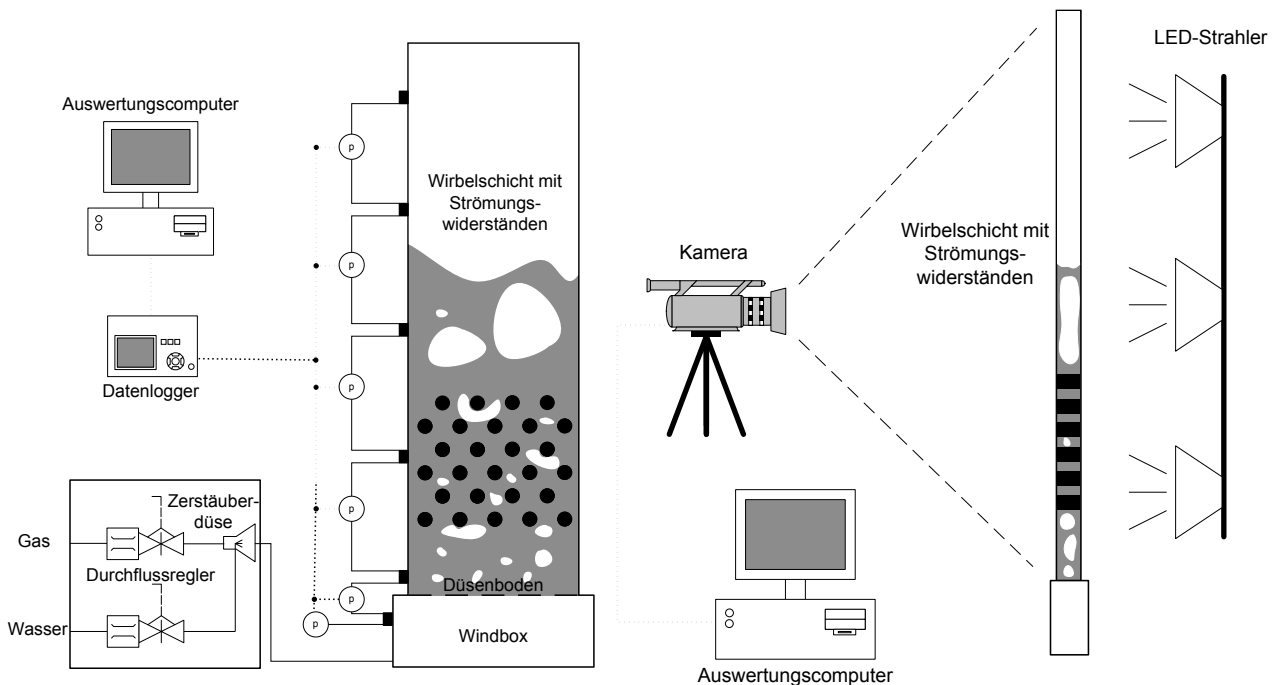 LED-Strahler
Auswertungscomputer
p
Wirbelschicht mit
Strömungs-
widerständen
p
Wirbelschicht mit
Strömungs-
widerständen
Kamera
p
p
Datenlogger
p
Zerstäuber-
düse
Gas
Durchflussregler
Düsenboden
p
p
Wasser
Windbox
Auswertungscomputer